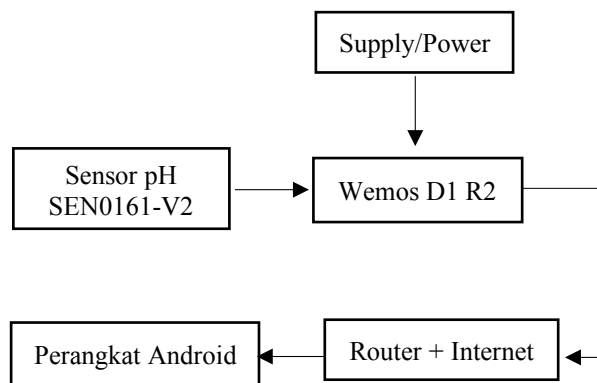 Supply/Power
Sensor pH
SEN0161-V2
Wemos D1 R2
Perangkat Android
Router + Internet